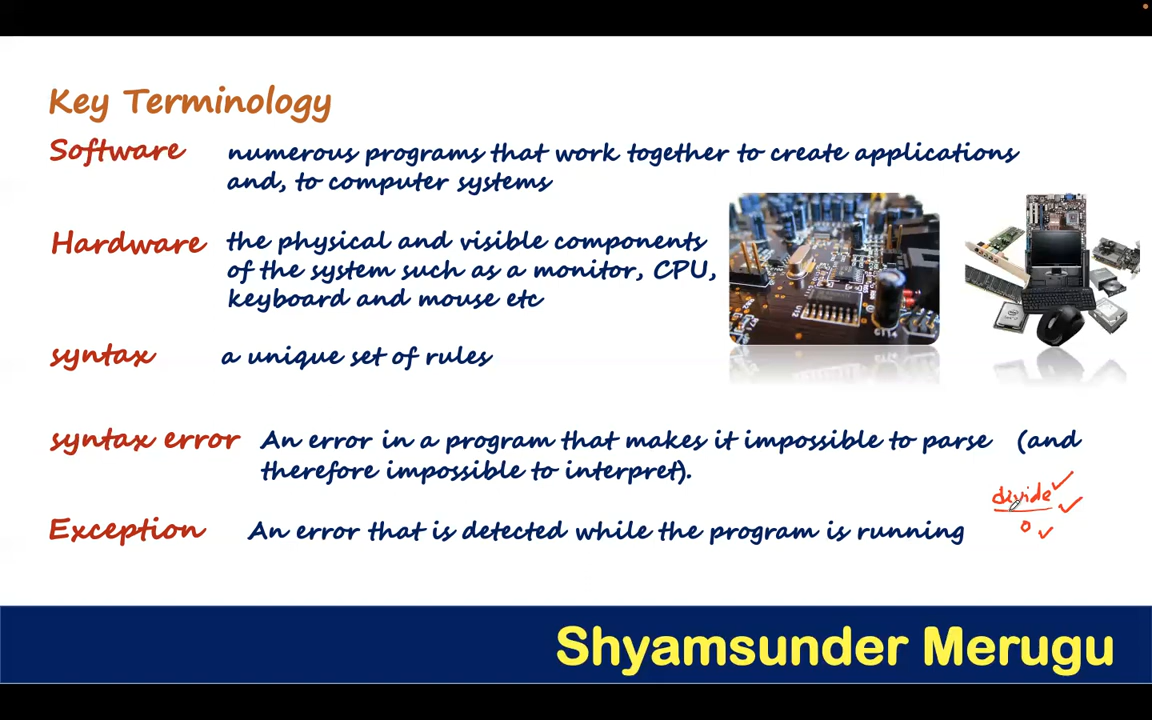 Key Terminology
Software numerous programs that work together to create applications
and, to computer systems
Hardware the physical and visible components
of the system such as a monitor, CPU,
keyboard and mouse etc
syntax a unique set of rules
syntax error An error in a program that makes it impossible to parse (and
therefore impossible to interpret).
divide
0
Exception An error that is detected while the program is running
Shyamsunder Merugu